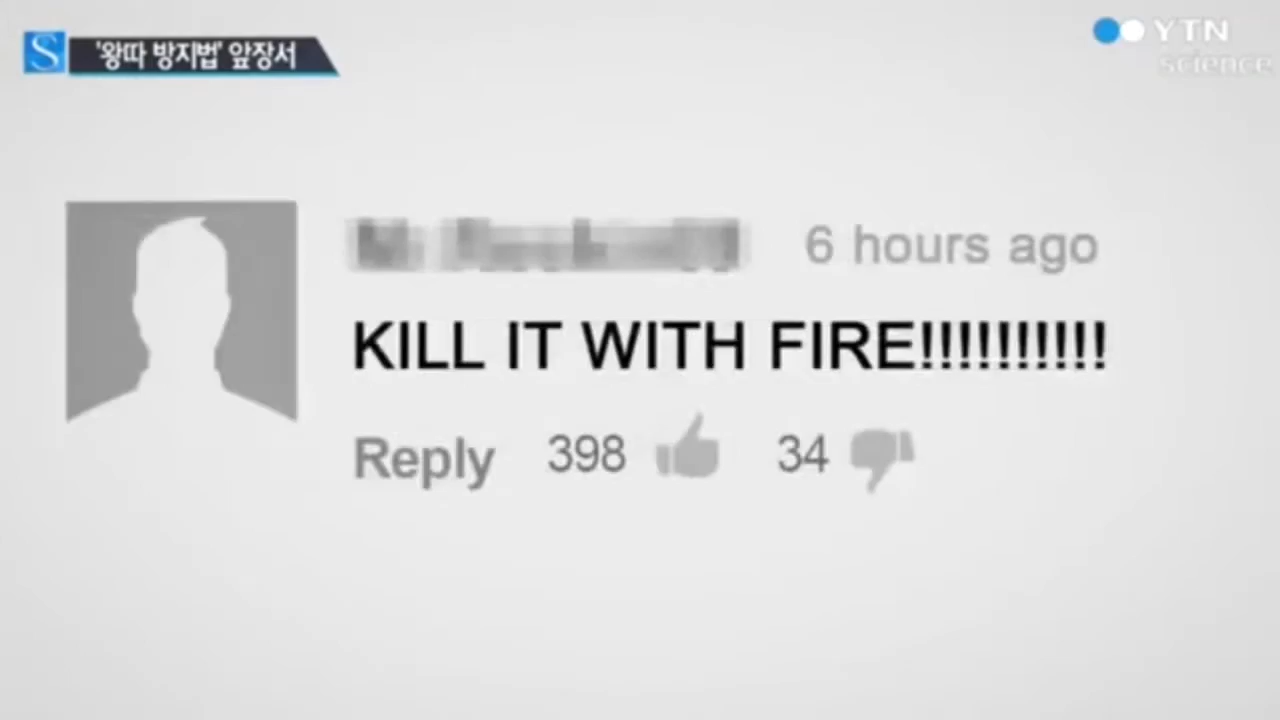 S '왕따 방지법' 앞장서
YTN
science
6 hours ago
KILL IT WITH FIRE!!!!!!!!!!
Reply 398 34